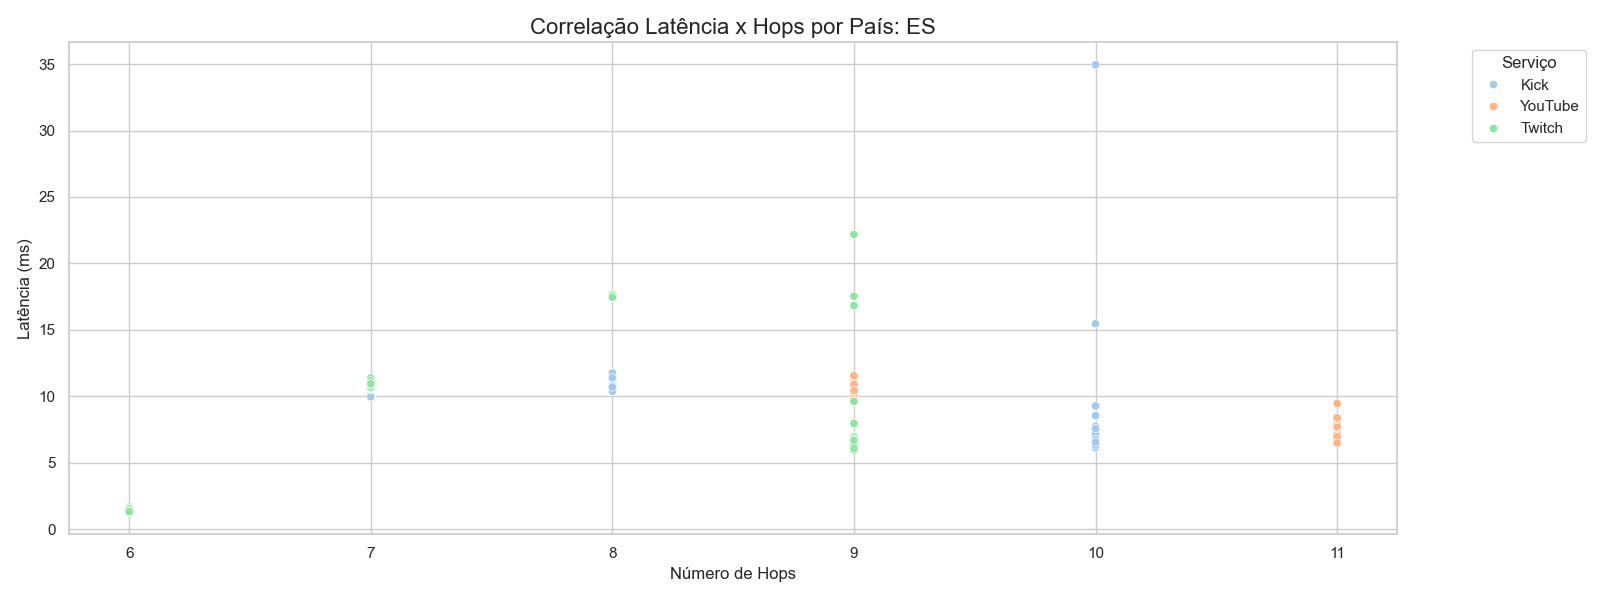 Correlação Latência x Hops por País: ES
Serviço
Kick
YouTube
Twitch
Latência (ms)
35
30
25
20
15
10
5
0
6 7 8 9 10 11
Número de Hops